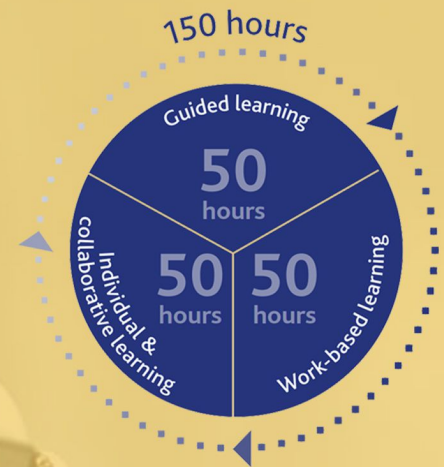 150 hours
Guided learning
50
hours
Individual &
collaborative learning
50
hours
50
hours
Work-based learning